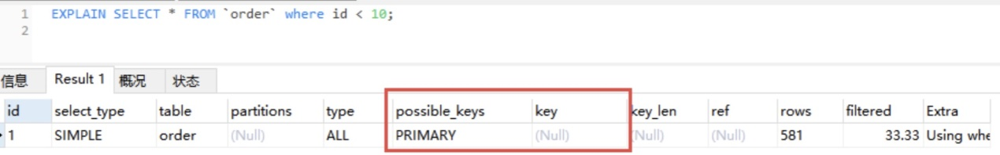 1 EXPLAIN SELECT * FROM `order` where id < 10;
2
信息 Result 1 概况 状态
id select_type table partitions type possible_keys key key_len ref rows filtered Extra
1 SIMPLE order (Null) ALL PRIMARY (Null) (Null) (Null) 581 33.33 Using whe